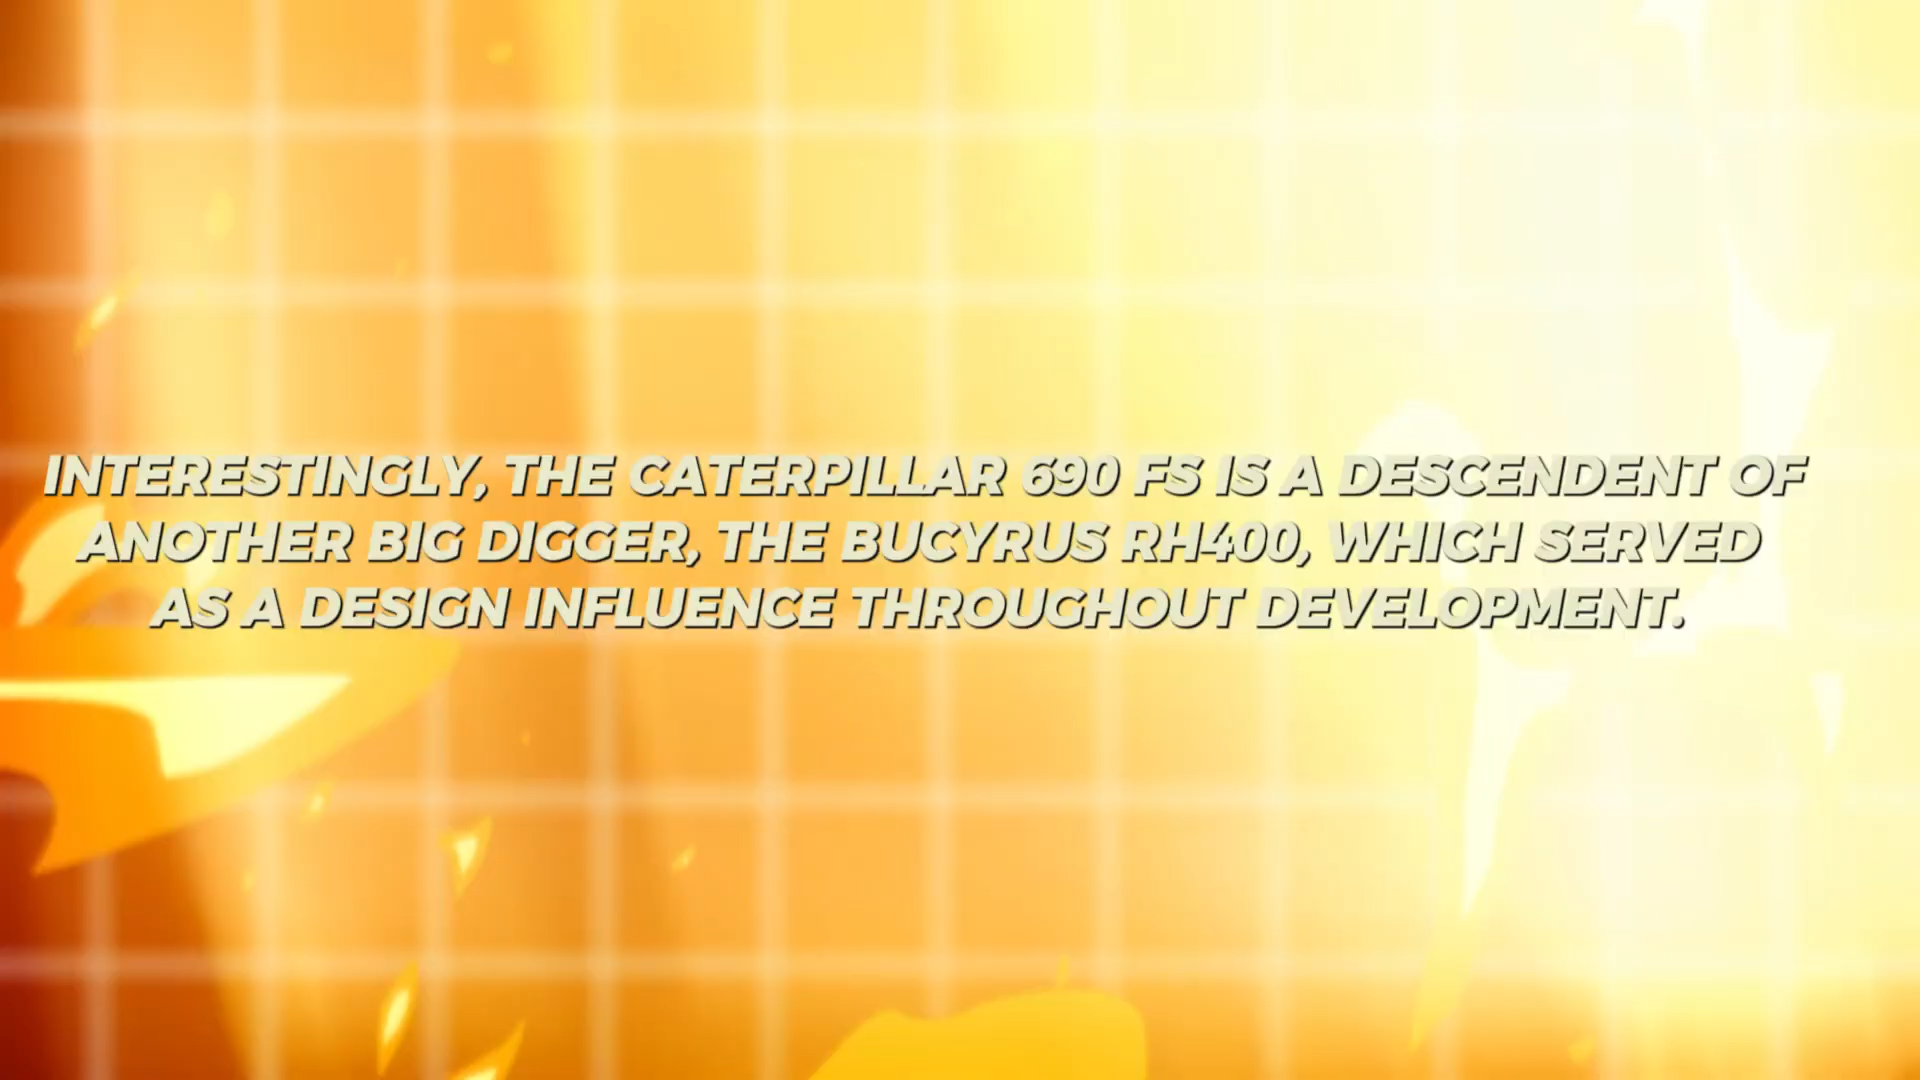 INTERESTINGLY, THE CATERPILLAR 690 FS IS A DESCENDENT OF
ANOTHER BIG DIGGER, THE BUCYRUS RH400, WHICH SERVED
AS A DESIGN INFLUENCE THROUGHOUT DEVELOPMENT.